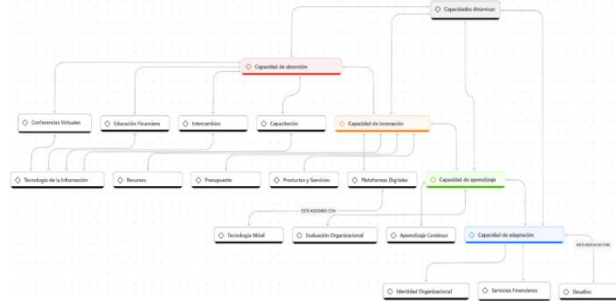 Capacidades dinámicas
Capacidad de absorción
Conferencias Virtuales
Educación Financiera
Intercambios
Capacitación
Capacidad de innovación
Tecnología de la Información
Recursos
Presupuesto
Productos y Servicios
Plataformas Digitales
Capacidad de aprendizaje
Tecnología Móvil
Evaluación Organizacional
Aprendizaje Continuo
Capacidad de adaptación
Identidad Organizacional
Servicios Financieros
Desafíos